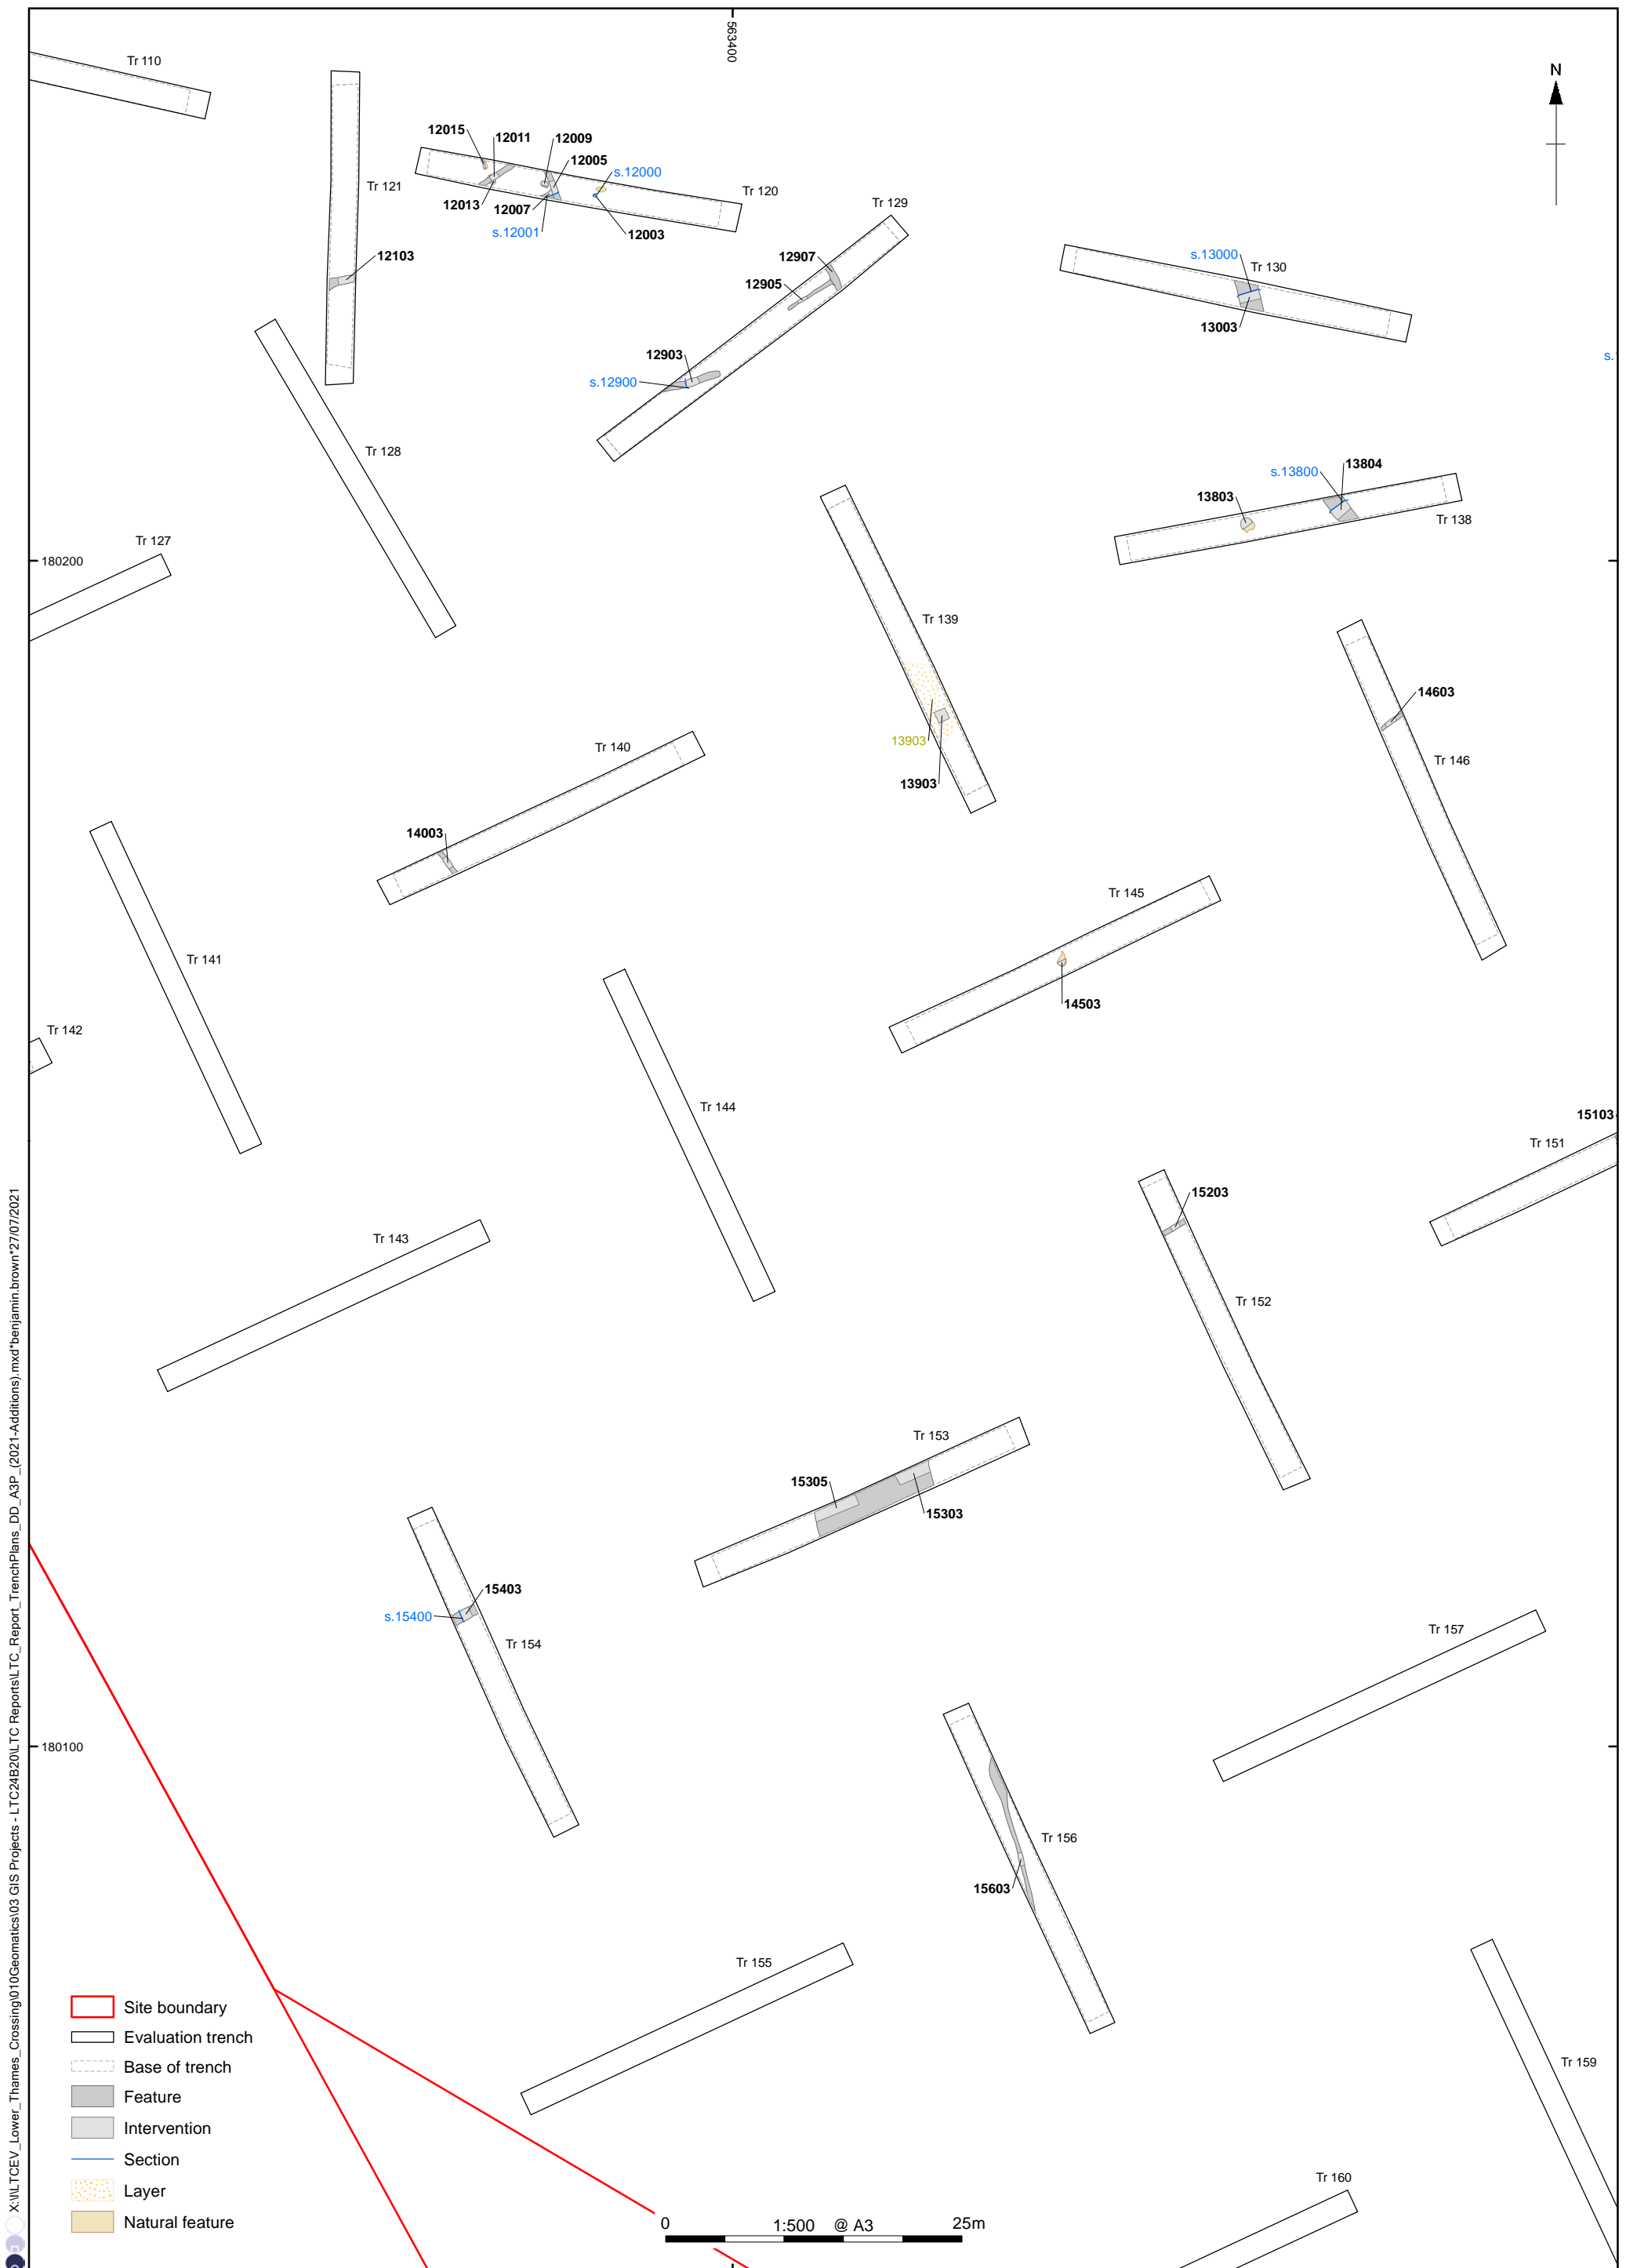 563400
Tr 110
N
12015
12011
12009
12005
s.12000
Tr 121
Tr 120
12013
12007
Tr 129
s.12001
12003
12103
12907
s.13000
Tr 130
12905
13003
12903
s.
s.12900
Tr 128
13804
s.13800
13803
Tr 138
Tr 127
180200
Tr 139
14603
13903
Tr 140
Tr 146
13903
14003
Tr 145
Tr 141
14503
Tr 142
Tr 144
15103
Tr 151
15203
Tr 143
Tr 152
Tr 153
15305
15303
15403
s.15400
Tr 154
Tr 157
180100
Tr 156
15603
Tr 155
Site boundary
Evaluation trench
Base of trench
Feature
Intervention
Section
Layer
Natural feature
Tr 159
Tr 160
0 1:500 @ A3 25m
X:\l\LTCEV_Lower_Thames_Crossing\010Geomatics\03 GIS Projects - LTC24B20\LTC Reports\LTC_Report_TrenchPlans_DD_A3P_(2021-Additions).mxd*benjamin.brown*27/07/2021